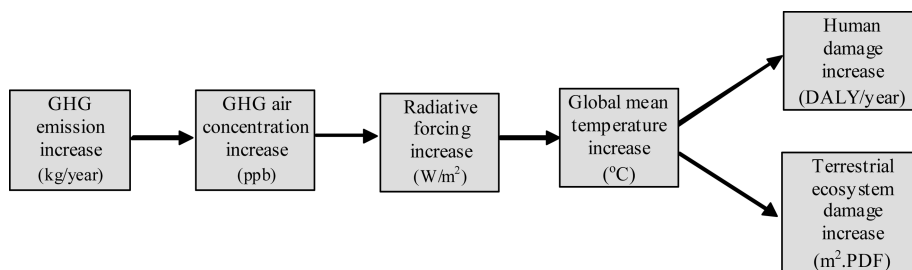 GHG
emission
increase
(kg/year)
GHG air
concentration
increase
(ppb)
Radiative
forcing
increase
(W/m²)
Global mean
temperature
increase
(ºC)
Human
damage
increase
(DALY/year)
Terrestrial
ecosystem
damage
increase
(m².PDF)